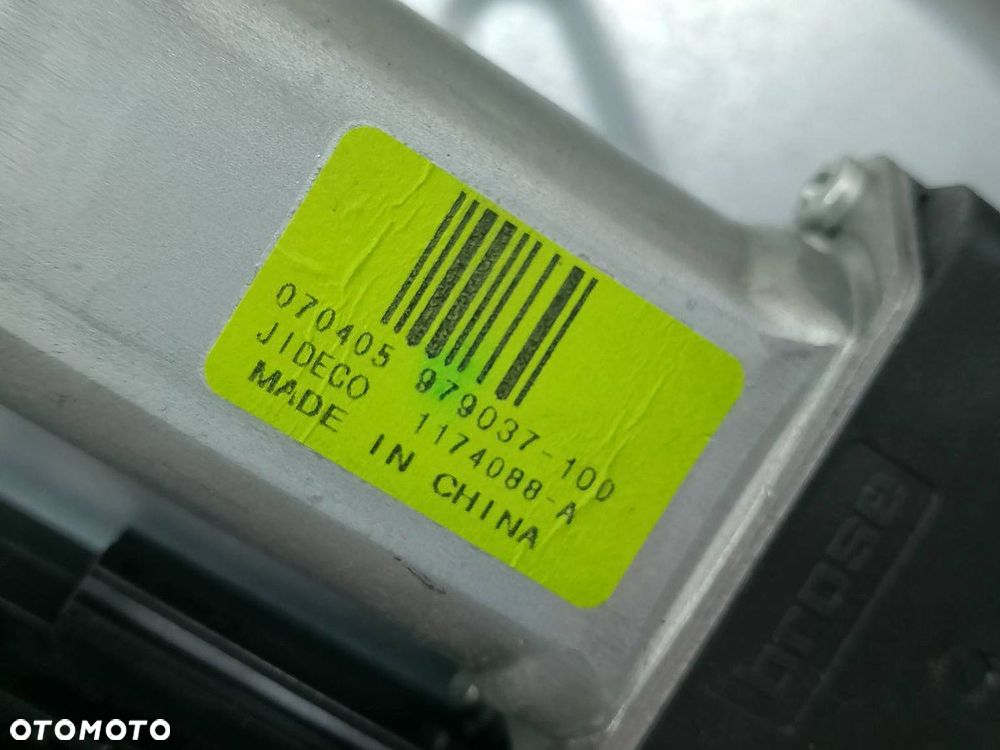 070405 979037-100
JIDECO 1174088-A
MADE IN CHINA
brose
OTOMOTO